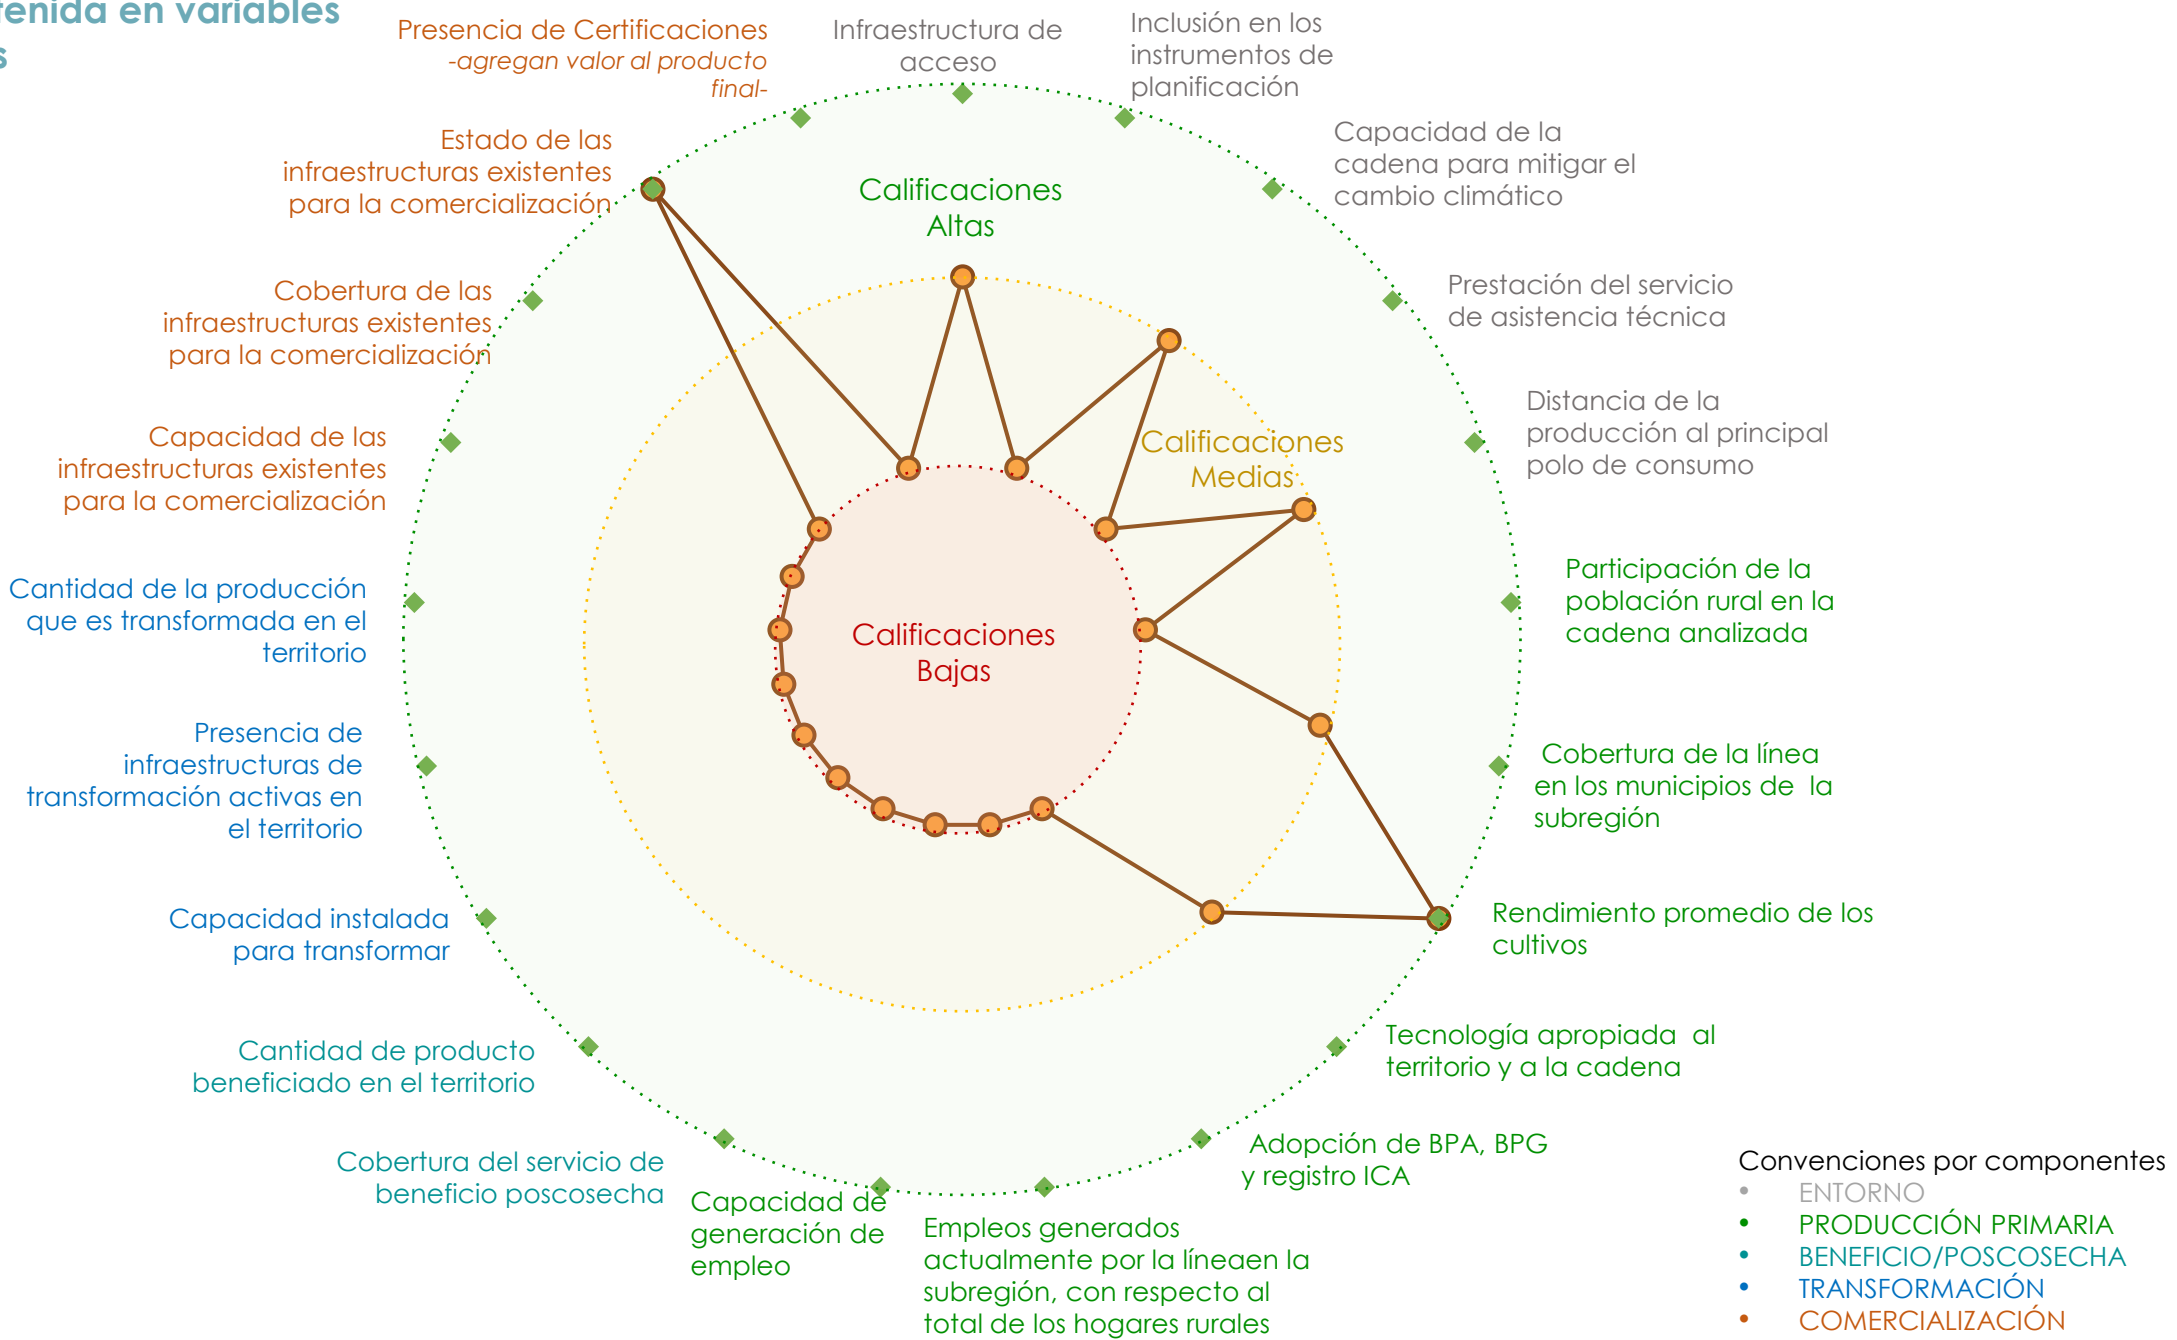 tenida en variables
s
Presencia de Certificaciones
-agregan valor al producto
final-
Infraestructura de
acceso
Inclusión en los
instrumentos de
planificación
Capacidad de la
cadena para mitigar el
cambio climático
Prestación del servicio
de asistencia técnica
Distancia de la
producción al principal
polo de consumo
Participación de la
población rural en la
cadena analizada
Cobertura de la línea
en los municipios de  la
subregión
Rendimiento promedio de los
cultivos
Tecnología apropiada  al
territorio y a la cadena
Adopción de BPA, BPG
y registro ICA
Empleos generados
actualmente por la líneaen la
subregión, con respecto al
total de los hogares rurales
Capacidad de
generación de
empleo
Cobertura del servicio de
beneficio poscosecha
Cantidad de producto
beneficiado en el territorio
Capacidad instalada
para transformar
Presencia de
infraestructuras de
transformación activas en
el territorio
Cantidad de la producción
que es transformada en el
territorio
Capacidad de las
infraestructuras existentes
para la comercialización
Cobertura de las
infraestructuras existentes
para la comercialización
Estado de las
infraestructuras existentes
para la comercialización
Calificaciones
Altas
Calificaciones
Medias
Calificaciones
Bajas
Convenciones por componentes
• ENTORNO
• PRODUCCIÓN PRIMARIA
• BENEFICIO/POSCOSECHA
• TRANSFORMACIÓN
• COMERCIALIZACIÓN